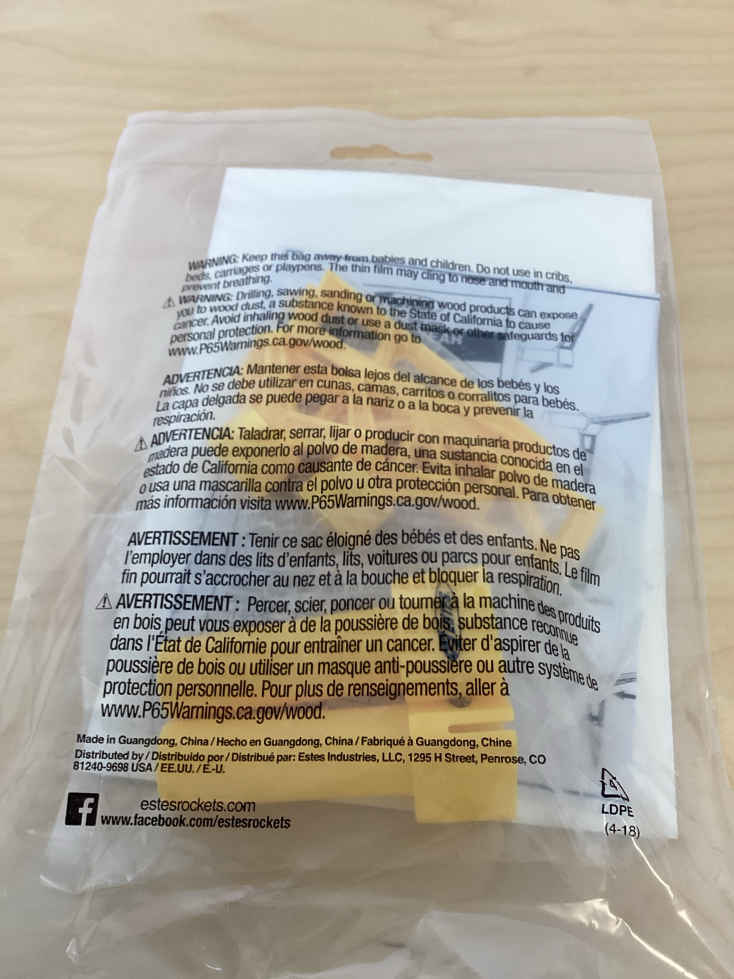 WARNING: Keep this bag away from babies and children. Do not use in cribs,
beds, carriages or playpens. The thin film may cling to nose and mouth and
prevent breathing.
⚠ WARNING: Drilling, sawing, sanding or machining wood products can expose
you to wood dust, a substance known to the State of California to cause
cancer. Avoid inhaling wood dust or use a dust mask or other safeguards for
personal protection. For more information go to
www.P65Warnings.ca.gov/wood.
ADVERTENCIA: Mantener esta bolsa lejos del alcance de los bebés y los
niños. No se debe utilizar en cunas, camas, carritos o corralitos para bebés.
La capa delgada se puede pegar a la nariz o a la boca y prevenir la
respiración.
⚠ ADVERTENCIA: Taladrar, serrar, lijar o producir con maquinaria productos de
madera puede exponerlo al polvo de madera, una sustancia conocida en el
estado de California como causante de cáncer. Evita inhalar polvo de madera
o usa una mascarilla contra el polvo u otra protección personal. Para obtener
más información visita www.P65Warnings.ca.gov/wood.
AVERTISSEMENT : Tenir ce sac éloigné des bébés et des enfants. Ne pas
l'employer dans des lits d'enfants, lits, voitures ou parcs pour enfants. Le film
fin pourrait s'accrocher au nez et à la bouche et bloquer la respiration.
⚠ AVERTISSEMENT : Percer, scier, poncer ou tourner à la machine des produits
en bois peut vous exposer à de la poussière de bois, substance reconnue
dans l'État de Californie pour entraîner un cancer. Éviter d'aspirer de la
poussière de bois ou utiliser un masque anti-poussière ou autre système de
protection personnelle. Pour plus de renseignements, aller à
www.P65Warnings.ca.gov/wood.
Made in Guangdong, China / Hecho en Guangdong, China / Fabriqué à Guangdong, Chine
Distributed by / Distribuido por / Distribué par: Estes Industries, LLC, 1295 H Street, Penrose, CO
81240-9698 USA / EE.UU. / É.-U.
estesrockets.com
www.facebook.com/estesrockets
4
LDPE
(4-18)